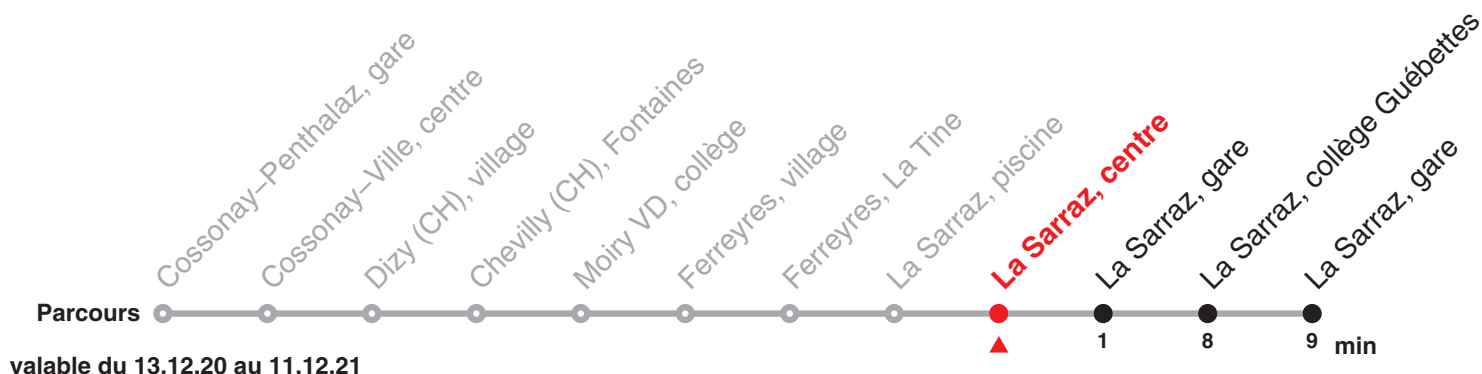 Cossonay–Penthalaz, gare
Cossonay–Ville, centre
Dizy (CH), village
Chevilly (CH), Fontaines
Moiry VD, collège
Ferreyres, village
Ferreyres, La Tine
La Sarraz, piscine
La Sarraz, centre
La Sarraz, gare
La Sarraz, collège Guébettes
La Sarraz, gare
Parcours
1 8 9 min
valable du 13.12.20 au 11.12.21